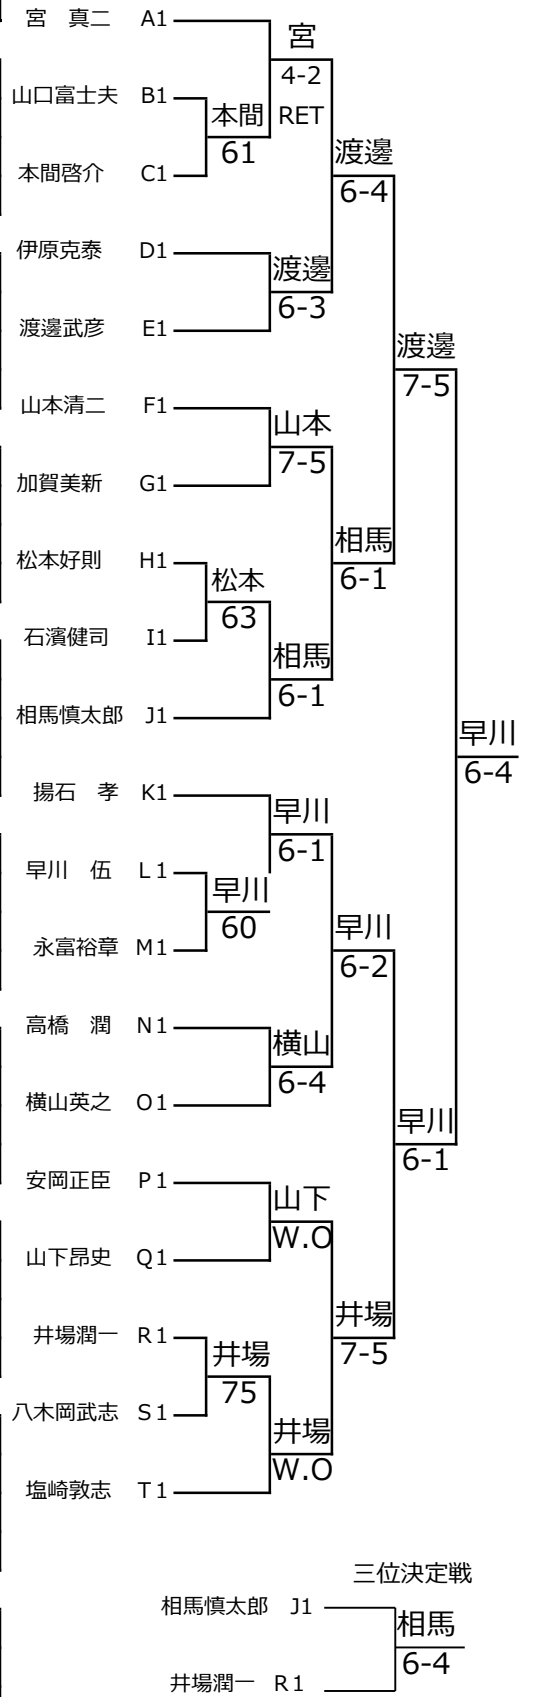 宮　真二 A1
宮
4-2
RET
山口富士夫 B1
本間
61
本間啓介 C1
渡邊
6-4
伊原克泰 D1
渡邊
6-3
渡邊武彦 E1
渡邊
7-5
山本清二 F1
山本
7-5
加賀美新 G1
相馬
6-1
松本好則 H1
松本
63
石濱健司 I1
相馬
6-1
相馬慎太郎 J1
早川
6-4
揚石　孝 K1
早川
6-1
早川　伍 L1
早川
60
永富裕章 M1
早川
6-2
高橋　潤 N1
横山
6-4
横山英之 O1
早川
6-1
安岡正臣 P1
山下
W.O
山下昂史 Q1
井場
7-5
井場潤一 R1
井場
75
八木岡武志 S1
井場
W.O
塩崎敦志 T1
三位決定戦
相馬慎太郎 J1
相馬
6-4
井場潤一 R1